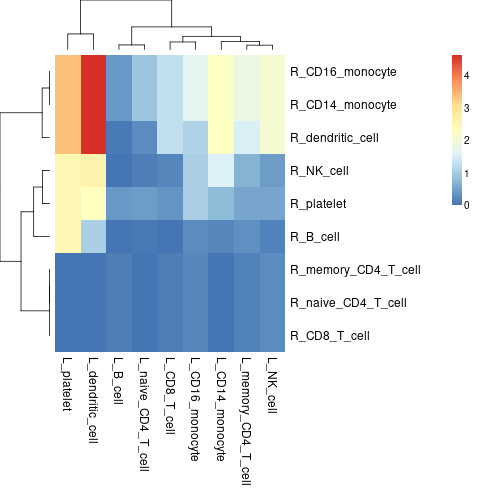 R_CD16_monocyte
R_CD14_monocyte
R_dendritic_cell
R_NK_cell
R_platelet
R_B_cell
R_memory_CD4_T_cell
R_naive_CD4_T_cell
R_CD8_T_cell
L_platelet
L_dendritic_cell
L_B_cell
L_naive_CD4_T_cell
L_CD8_T_cell
L_CD16_monocyte
L_CD14_monocyte
L_memory_CD4_T_cell
L_NK_cell
4
3
2
1
0